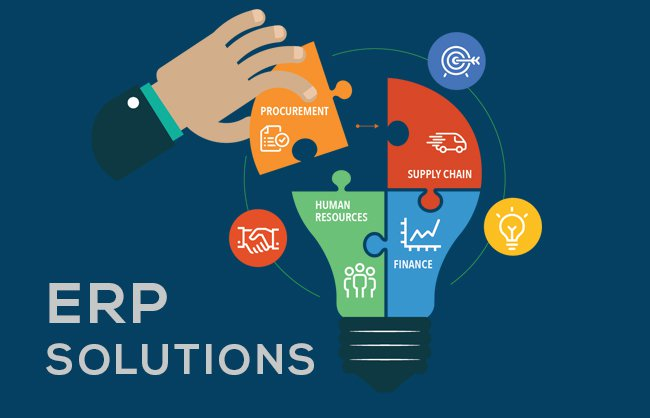 PROCUREMENT
SUPPLY CHAIN
HUMAN
RESOURCES
FINANCE
ERP
SOLUTIONS